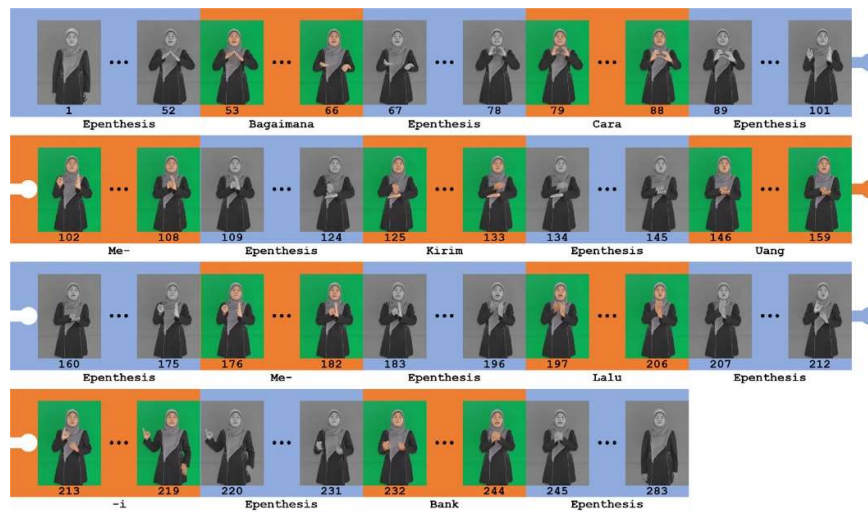 1 ... 52 53 ... 66 67 ... 78 79 ... 88 89 ... 101
Epenthesis Bagaimana Epenthesis Cara Epenthesis
102 ... 108 109 ... 124 125 ... 133 134 ... 145 146 ... 159
Me- Epenthesis Kirim Epenthesis Uang
160 ... 175 176 ... 182 183 ... 196 197 ... 206 207 ... 212
Epenthesis Me- Epenthesis Lalu Epenthesis
213 ... 219 220 ... 231 232 ... 244 245 ... 283
-i Epenthesis Bank Epenthesis